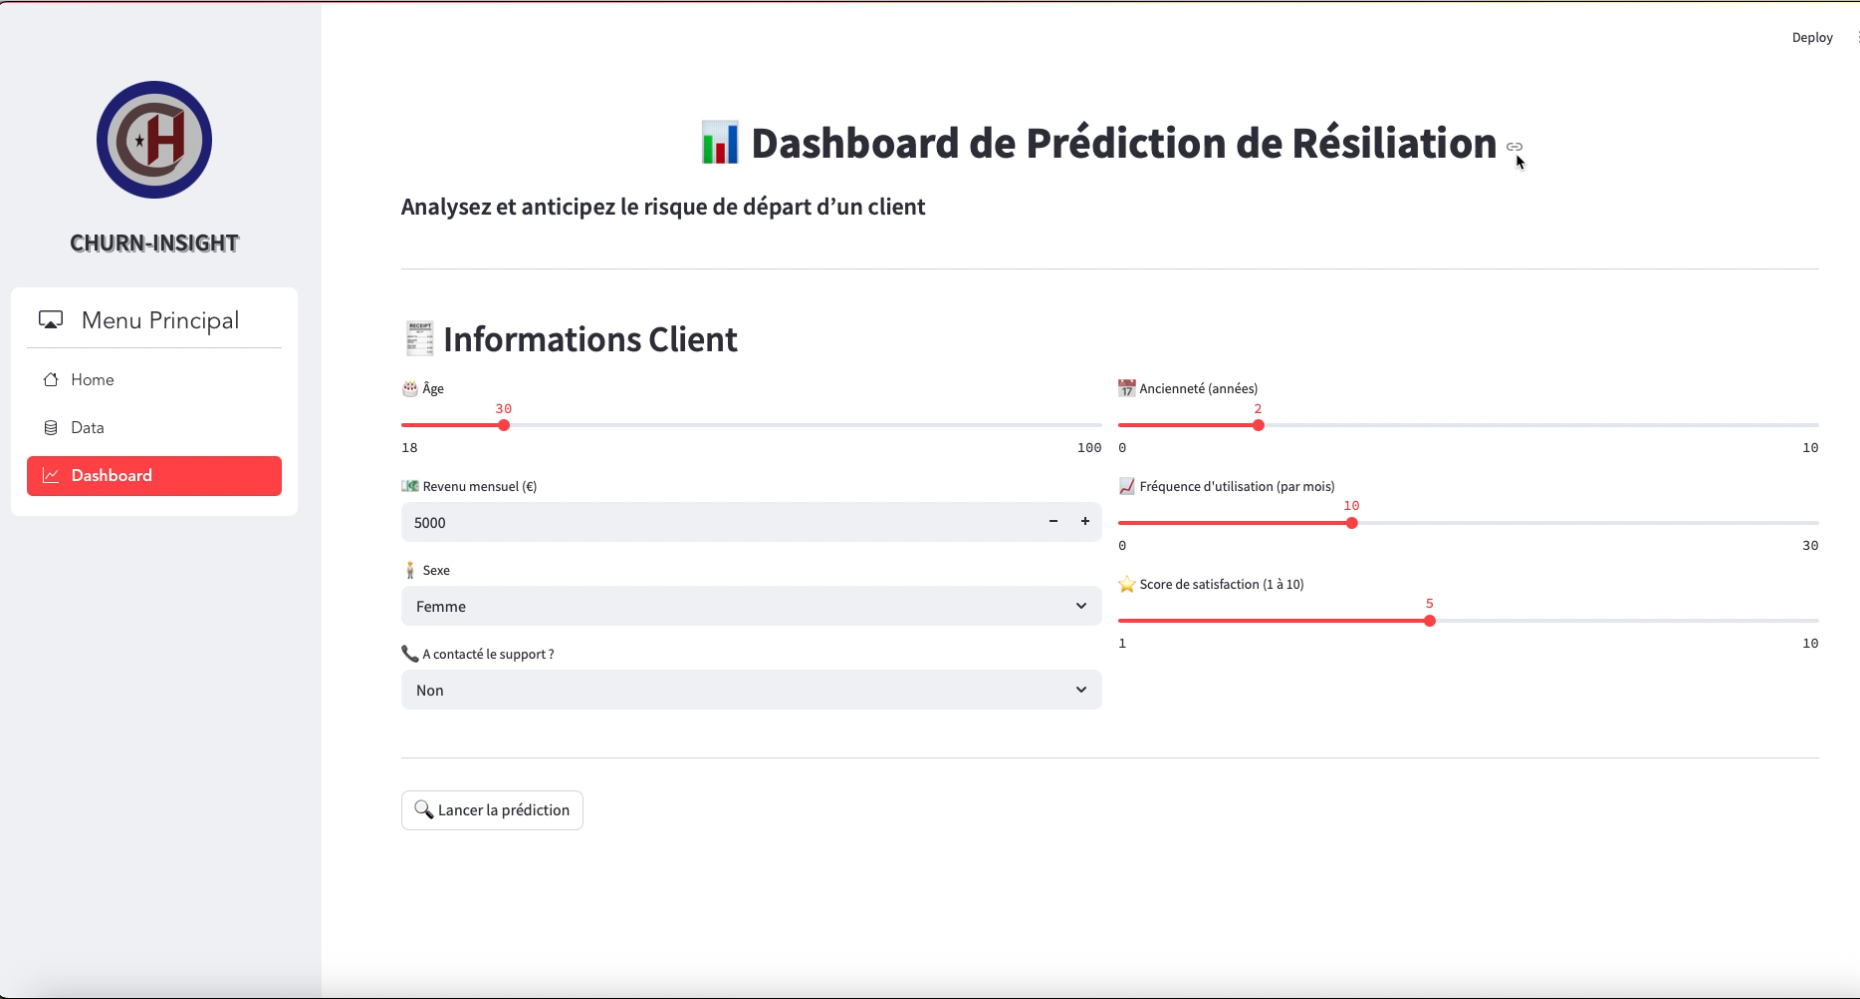 Deploy
CH
CHURN-INSIGHT
Menu Principal
Home
Data
Dashboard
Dashboard de Prédiction de Résiliation
Analysez et anticipez le risque de départ d’un client
RECEIPT
Informations Client
Âge
30
18
100
Revenu mensuel (€)
5000
Sexe
Femme
A contacté le support ?
Non
17 Ancienneté (années)
2
0
10
Fréquence d'utilisation (par mois)
10
0
30
Score de satisfaction (1 à 10)
5
1
10
Lancer la prédiction